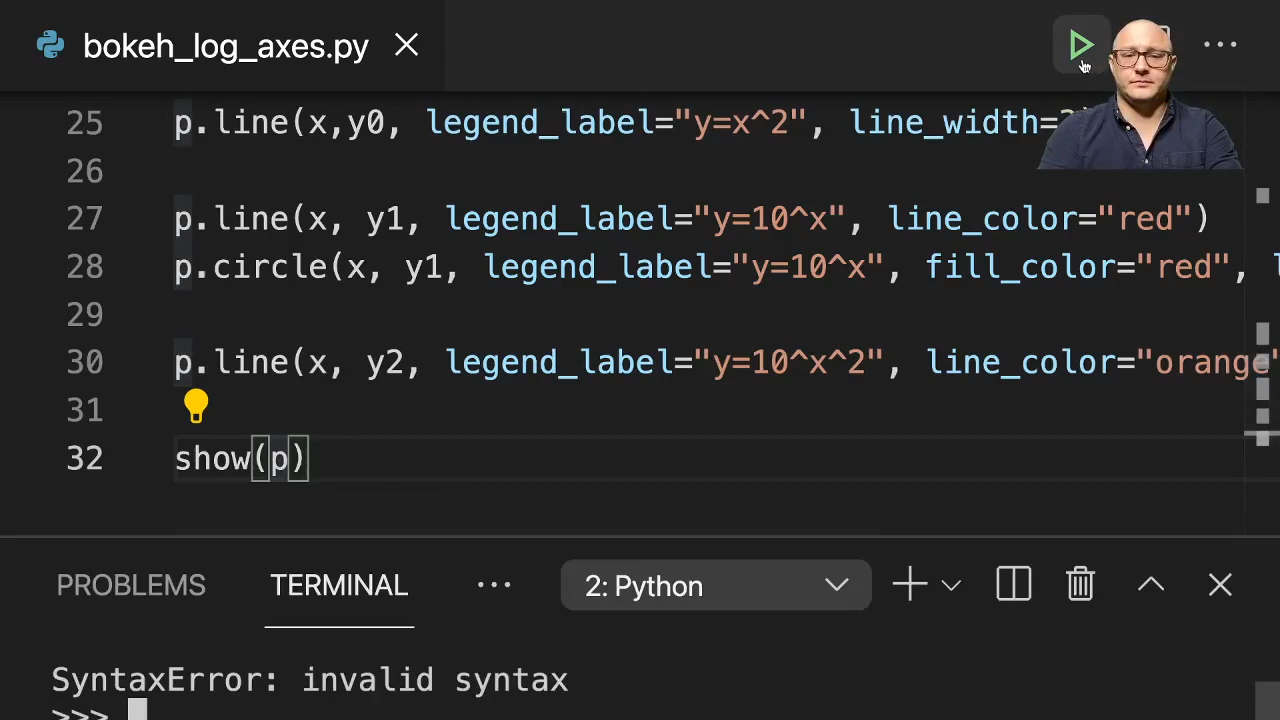 bokeh_log_axes.py
25 p.line(x,y0, legend_label="y=x^2", line_width=
26
27 p.line(x, y1, legend_label="y=10^x", line_color="red")
28 p.circle(x, y1, legend_label="y=10^x", fill_color="red",
29
30 p.line(x, y2, legend_label="y=10^x^2", line_color="orange"
31
32 show(p)
PROBLEMS TERMINAL ... 2: Python
SyntaxError: invalid syntax
>>>